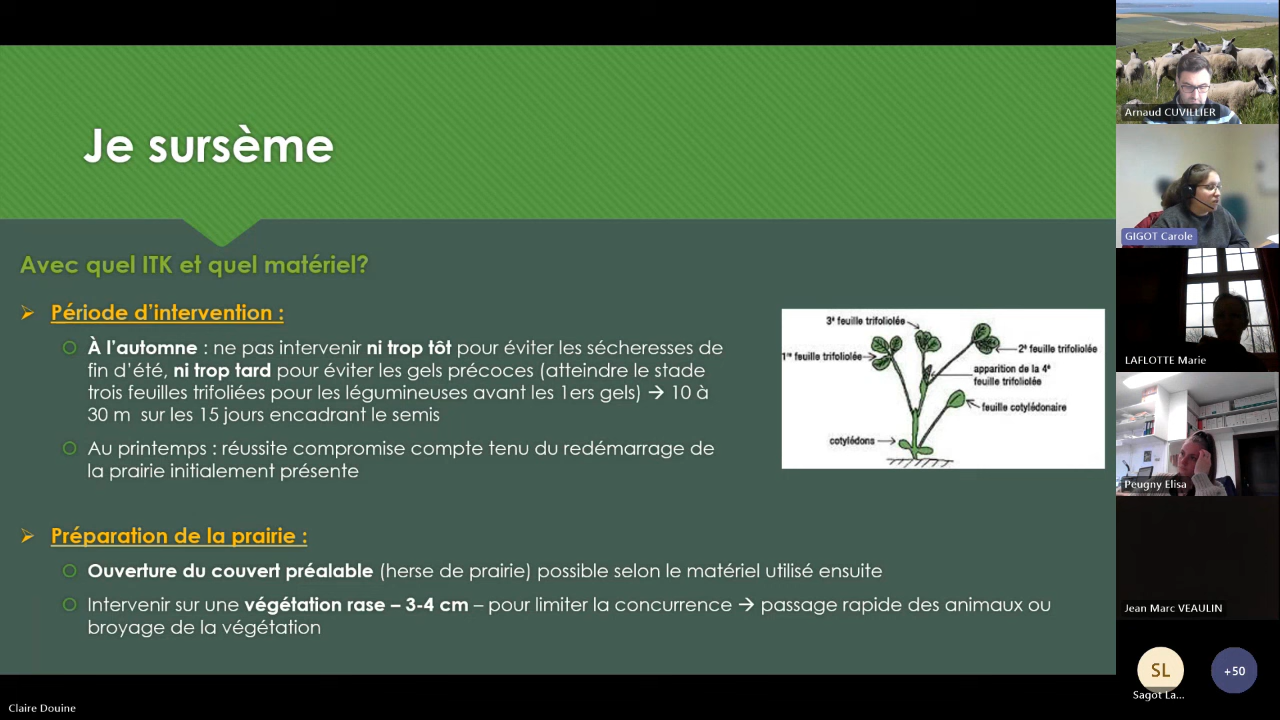 Je sursème
Avec quel ITK et quel matériel?
Période d'intervention :
À l'automne : ne pas intervenir ni trop tôt pour éviter les sécheresses de
fin d'été, ni trop tard pour éviter les gels précoces (atteindre le stade
trois feuilles trifoliées pour les légumineuses avant les 1ers gels) → 10 à
30 m sur les 15 jours encadrant le semis
Au printemps : réussite compromise compte tenu du redémarrage de
la prairie initialement présente
Préparation de la prairie :
Ouverture du couvert préalable (herse de prairie) possible selon le matériel utilisé ensuite
Intervenir sur une végétation rase – 3-4 cm – pour limiter la concurrence → passage rapide des animaux ou
broyage de la végétation
3e feuille trifoliolée
1re feuille trifoliolée
2e feuille trifoliolée
apparition de la 4e
feuille trifoliolée
feuille cotylédonaire
cotylédons
Arnaud CUVILLIER
GIGOT Carole
LAFLOTTE Marie
Peugny Elisa
Jean Marc VEAULIN
SL
+50
Sagot La...
Claire Douine